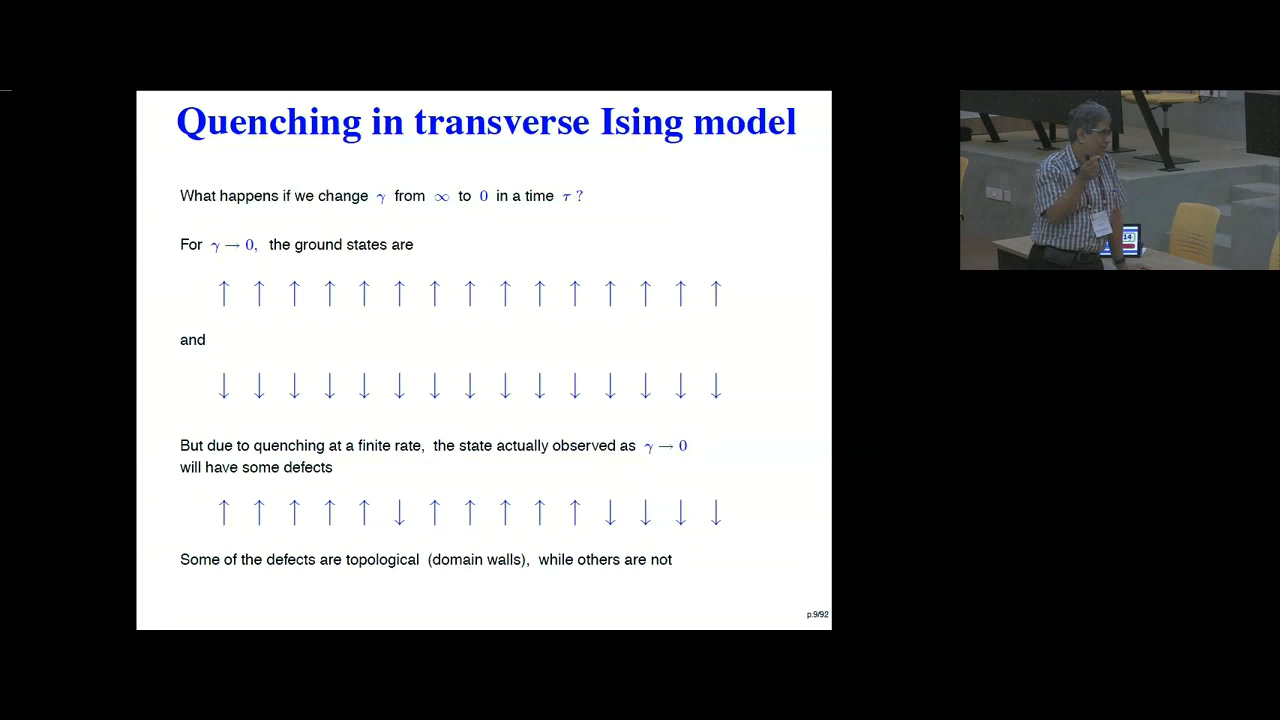 Quenching in transverse Ising model
What happens if we change γ from ∞ to 0 in a time τ ?
For γ → 0, the ground states are
↑ ↑ ↑ ↑ ↑ ↑ ↑ ↑ ↑ ↑ ↑ ↑ ↑ ↑ ↑
and
↓ ↓ ↓ ↓ ↓ ↓ ↓ ↓ ↓ ↓ ↓ ↓ ↓ ↓ ↓
But due to quenching at a finite rate, the state actually observed as γ → 0
will have some defects
↑ ↑ ↑ ↑ ↑ ↓ ↑ ↑ ↑ ↑ ↑ ↓ ↓ ↓ ↓
Some of the defects are topological (domain walls), while others are not
p.9/92
14